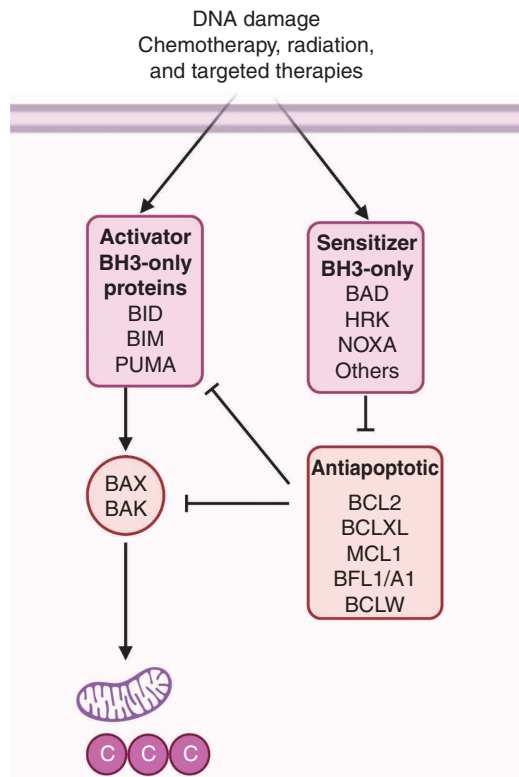 DNA damage
Chemotherapy, radiation,
and targeted therapies
Activator
BH3-only
proteins
BID
BIM
PUMA
Sensitizer
BH3-only
BAD
HRK
NOXA
Others
BAX
BAK
Antiapoptotic
BCL2
BCLXL
MCL1
BFL1/A1
BCLW
C C C